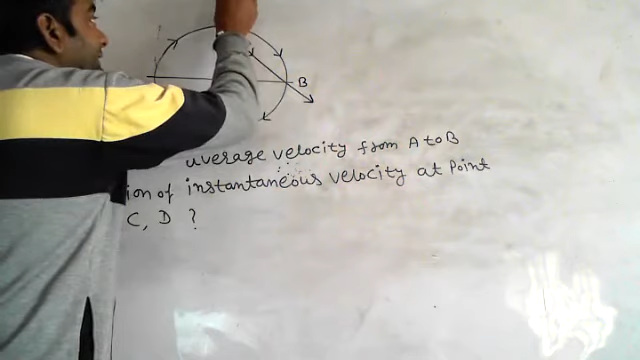 B
average velocity from A to B
ion of instantaneous velocity at Point
C, D ?